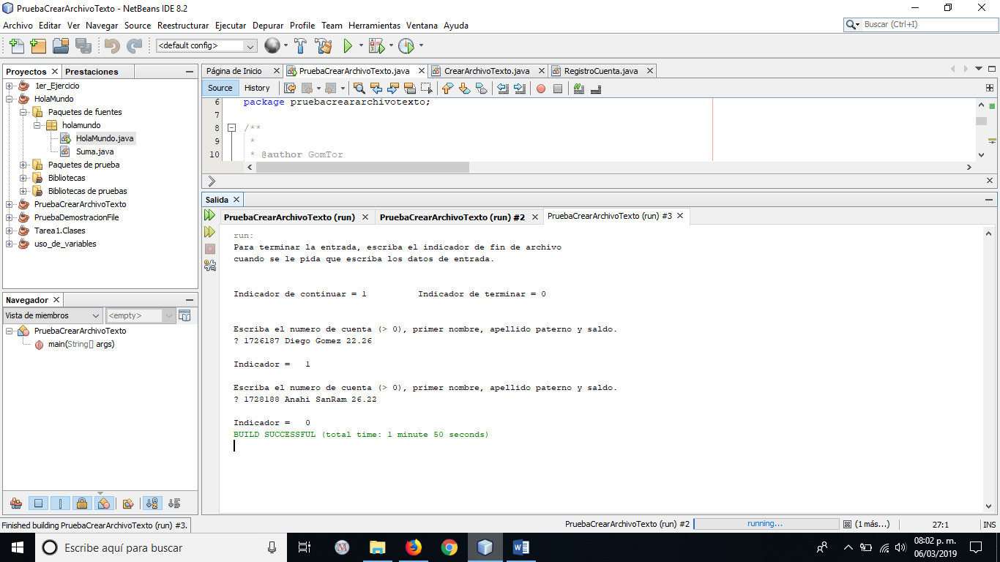 PruebaCrearArchivoTexto - NetBeans IDE 8.2
Archivo Editar Ver Navegar Source Reestructurar Ejecutar Depurar Profile Team Herramientas Ventana Ayuda
Buscar (Ctrl+I)
<default config>
Proyectos
Prestaciones
1er_Ejercicio
HolaMundo
Paquetes de fuentes
holamundo
HolaMundo.java
Suma.java
Paquetes de prueba
Bibliotecas
Bibliotecas de pruebas
PruebaCrearArchivoTexto
PruebaDemostracionFile
Tarea1.Clases
uso_de_variables
Navegador
Vista de miembros
<empty>
PruebaCrearArchivoTexto
main(String[] args)
Página de Inicio
PruebaCrearArchivoTexto.java
CrearArchivoTexto.java
RegistroCuenta.java
Source
History
6 package pruebacreararchivotexto;
7
8 /**
9 *
10 * @author GomTor
Salida
PruebaCrearArchivoTexto (run)
PruebaCrearArchivoTexto (run) #2
PruebaCrearArchivoTexto (run) #3
run:
Para terminar la entrada, escriba el indicador de fin de archivo
cuando se le pida que escriba los datos de entrada.
Indicador de continuar = 1 Indicador de terminar = 0
Escriba el numero de cuenta (> 0), primer nombre, apellido paterno y saldo.
? 1726187 Diego Gomez 22.26
Indicador = 1
Escriba el numero de cuenta (> 0), primer nombre, apellido paterno y saldo.
? 1728188 Anahi SanRam 26.22
Indicador = 0
BUILD SUCCESSFUL (total time: 1 minute 50 seconds)
Finished building PruebaCrearArchivoTexto (run) #3.
PruebaCrearArchivoTexto (run) #2
running...
(1 más...)
27:1
INS
Escribe aquí para buscar
08:02 p. m.
06/03/2019